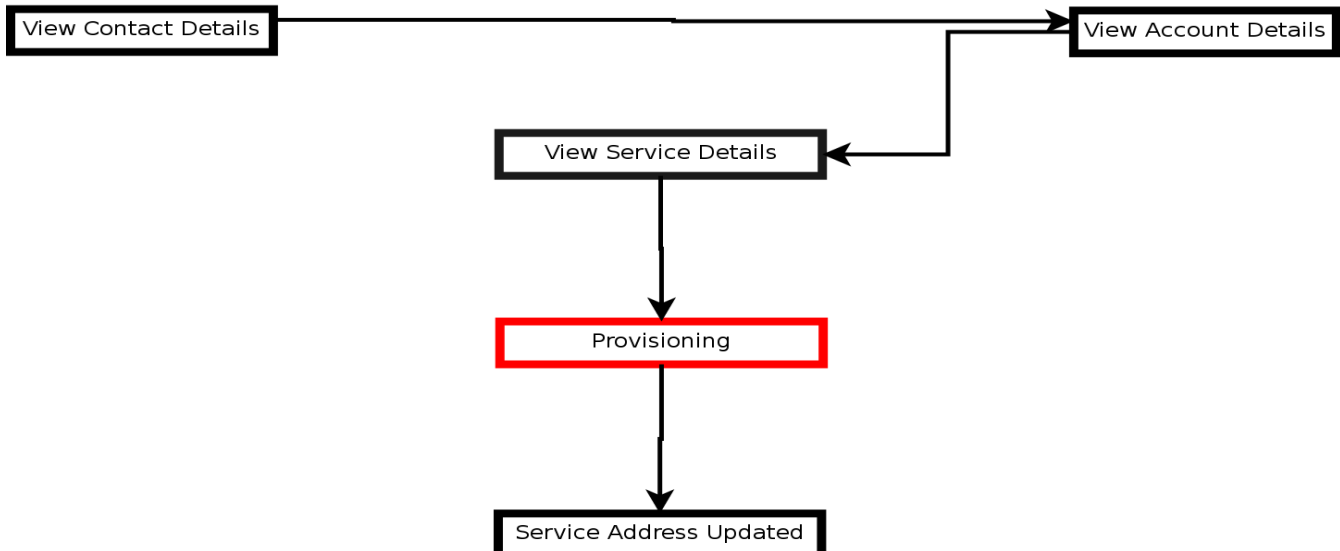 View Contact Details
View Account Details
View Service Details
Provisioning
Service Address Updated